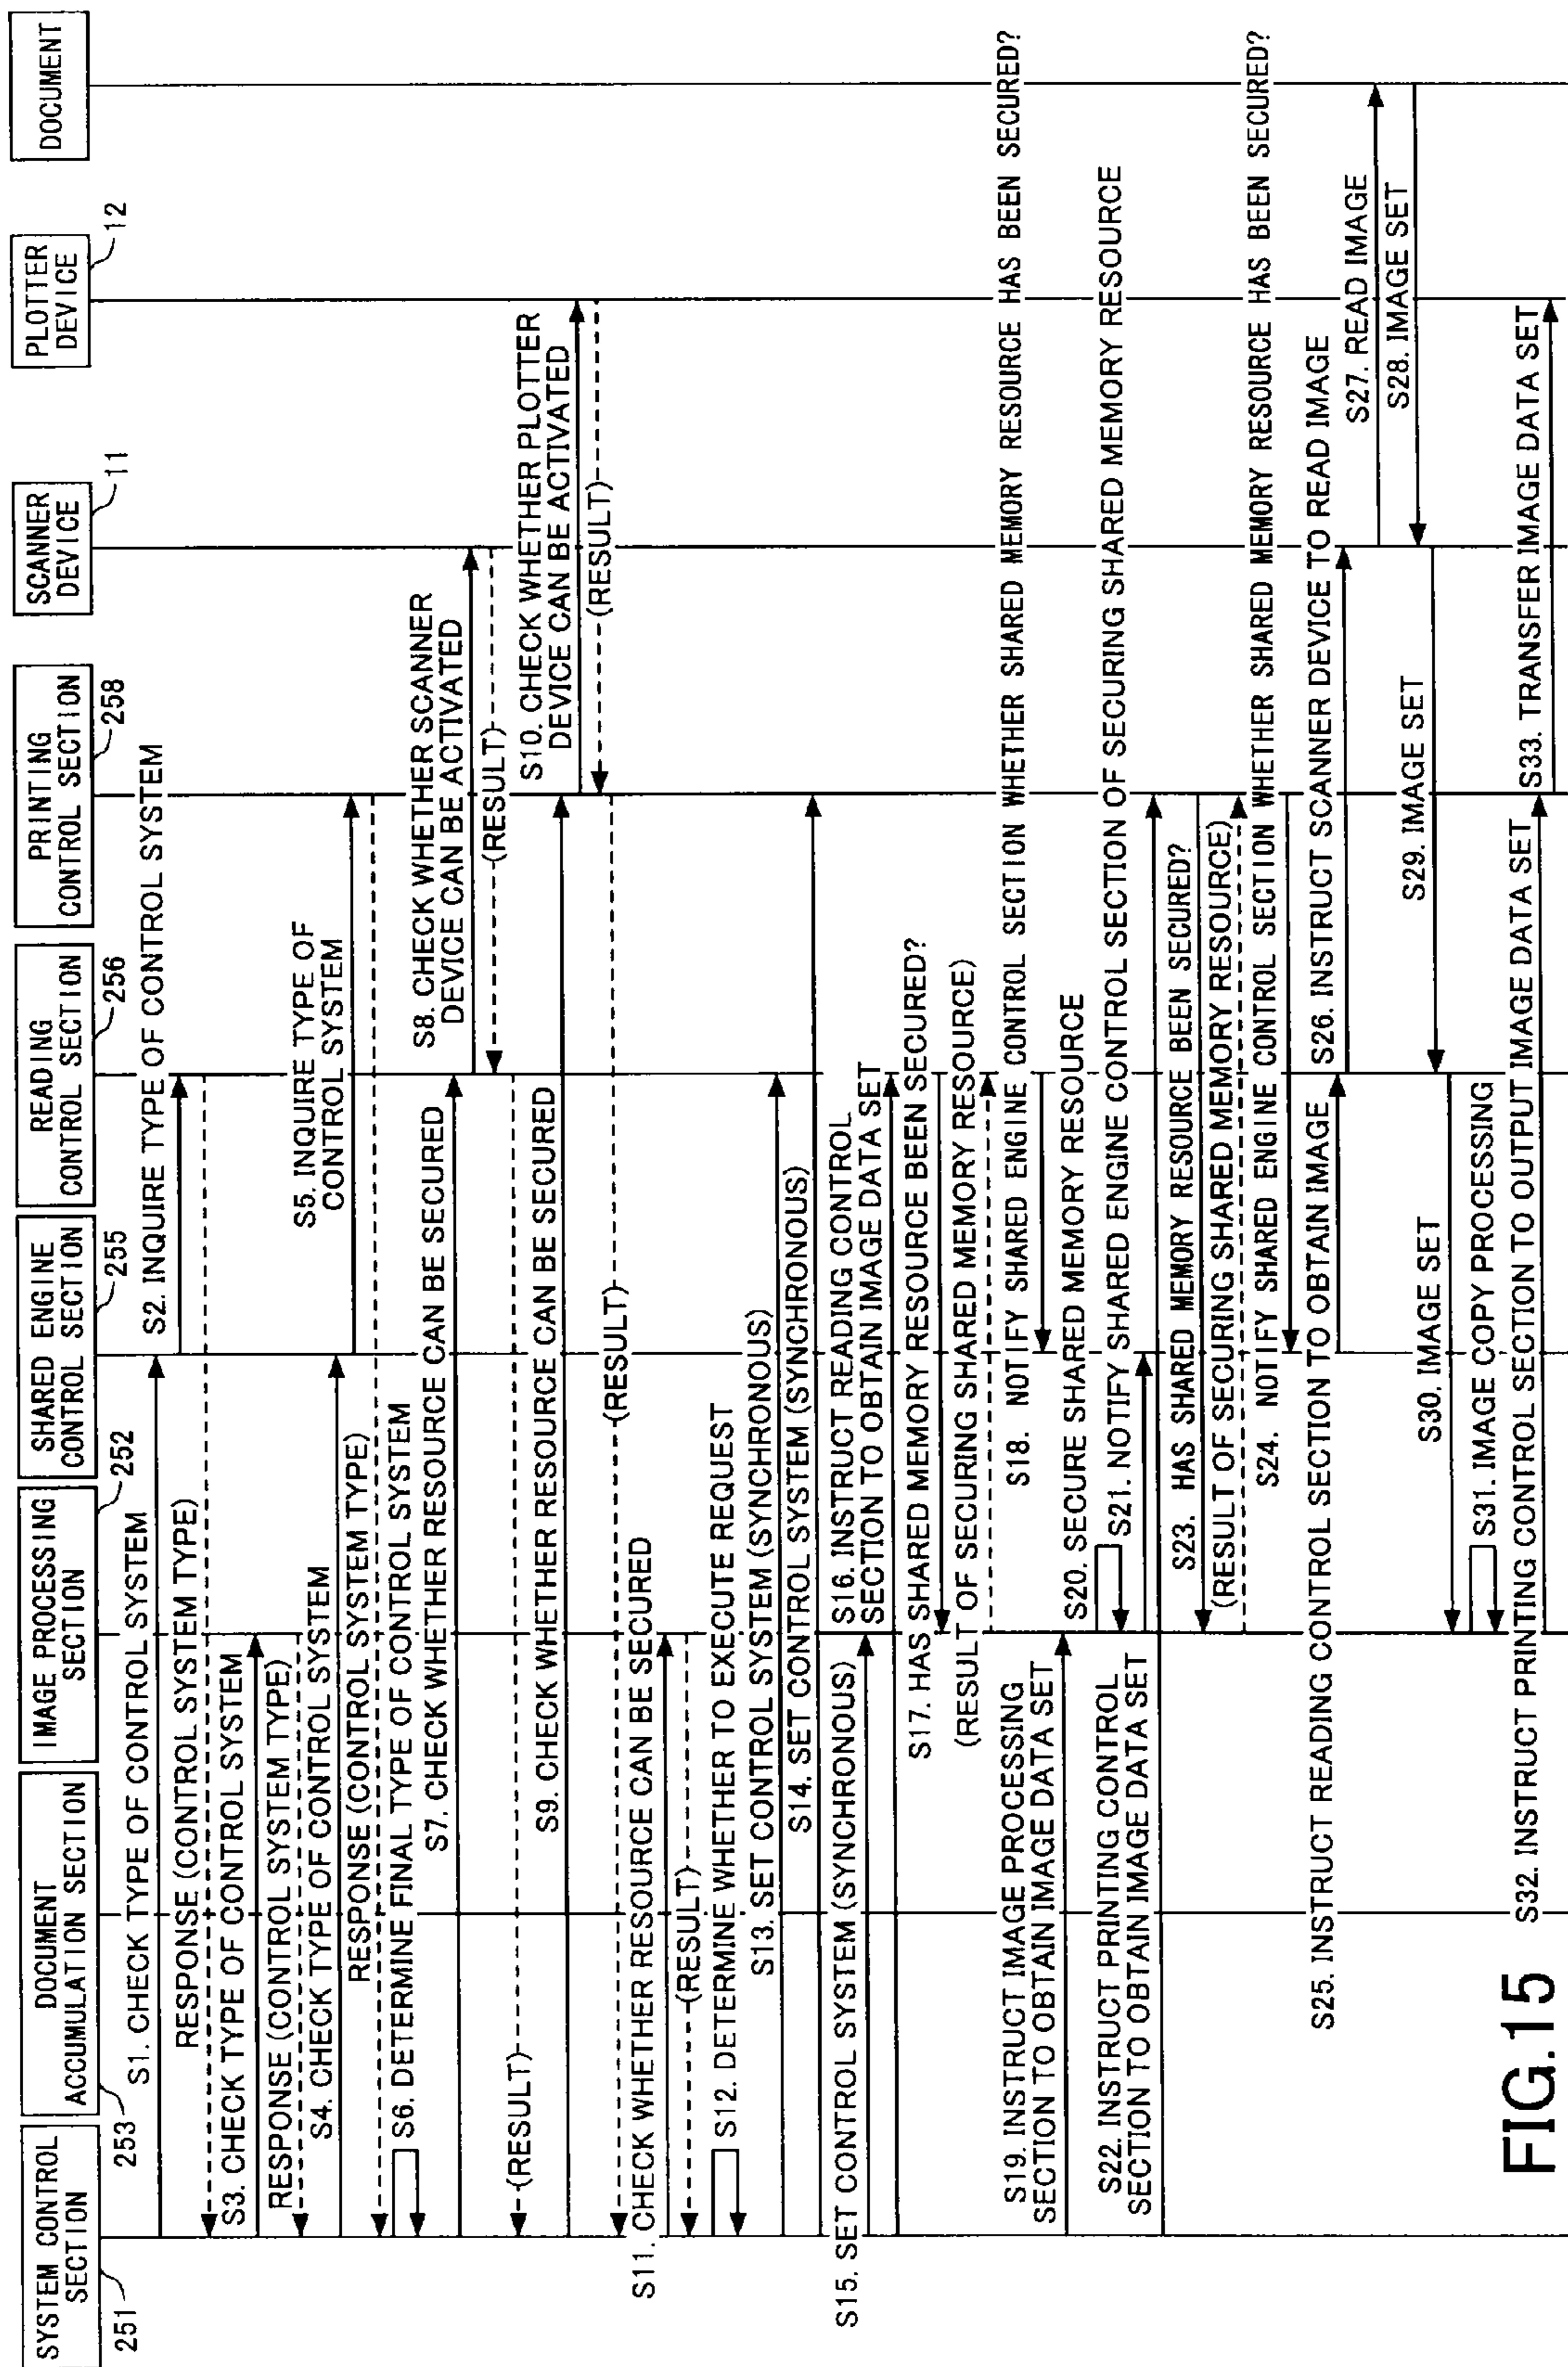 SYSTEM CONTROL
SECTION
251
DOCUMENT
ACCUMULATION SECTION
253
IMAGE PROCESSING
SECTION
252
SHARED ENGINE
CONTROL SECTION
255
READING
CONTROL SECTION
256
PRINTING
CONTROL SECTION
258
SCANNER
DEVICE
11
PLOTTER
DEVICE
12
DOCUMENT
S1. CHECK TYPE OF CONTROL SYSTEM
S2. INQUIRE TYPE OF CONTROL SYSTEM
RESPONSE (CONTROL SYSTEM TYPE)
S3. CHECK TYPE OF CONTROL SYSTEM
RESPONSE (CONTROL SYSTEM TYPE)
S4. CHECK TYPE OF CONTROL SYSTEM
S5. INQUIRE TYPE OF
CONTROL SYSTEM
RESPONSE (CONTROL SYSTEM TYPE)
S6. DETERMINE FINAL TYPE OF CONTROL SYSTEM
S7. CHECK WHETHER RESOURCE CAN BE SECURED
S8. CHECK WHETHER SCANNER
DEVICE CAN BE ACTIVATED
(RESULT)
(RESULT)
S9. CHECK WHETHER RESOURCE CAN BE SECURED
S10. CHECK WHETHER PLOTTER
DEVICE CAN BE ACTIVATED
(RESULT)
(RESULT)
S11. CHECK WHETHER RESOURCE CAN BE SECURED
(RESULT)
S12. DETERMINE WHETHER TO EXECUTE REQUEST
S13. SET CONTROL SYSTEM (SYNCHRONOUS)
S14. SET CONTROL SYSTEM (SYNCHRONOUS)
S15. SET CONTROL SYSTEM (SYNCHRONOUS)
S16. INSTRUCT READING CONTROL
SECTION TO OBTAIN IMAGE DATA SET
S17. HAS SHARED MEMORY RESOURCE BEEN SECURED?
(RESULT OF SECURING SHARED MEMORY RESOURCE)
S18. NOTIFY SHARED ENGINE CONTROL SECTION WHETHER SHARED MEMORY RESOURCE HAS BEEN SECURED?
S19. INSTRUCT IMAGE PROCESSING
SECTION TO OBTAIN IMAGE DATA SET
S20. SECURE SHARED MEMORY RESOURCE
S21. NOTIFY SHARED ENGINE CONTROL SECTION OF SECURING SHARED MEMORY RESOURCE
S22. INSTRUCT PRINTING CONTROL
SECTION TO OBTAIN IMAGE DATA SET
S23. HAS SHARED MEMORY RESOURCE BEEN SECURED?
(RESULT OF SECURING SHARED MEMORY RESOURCE)
S24. NOTIFY SHARED ENGINE CONTROL SECTION WHETHER SHARED MEMORY RESOURCE HAS BEEN SECURED?
S25. INSTRUCT READING CONTROL SECTION TO OBTAIN IMAGE
S26. INSTRUCT SCANNER DEVICE TO READ IMAGE
S27. READ IMAGE
S28. IMAGE SET
S29. IMAGE SET
S30. IMAGE SET
S31. IMAGE COPY PROCESSING
S32. INSTRUCT PRINTING CONTROL SECTION TO OUTPUT IMAGE DATA SET
S33. TRANSFER IMAGE DATA SET
FIG.15